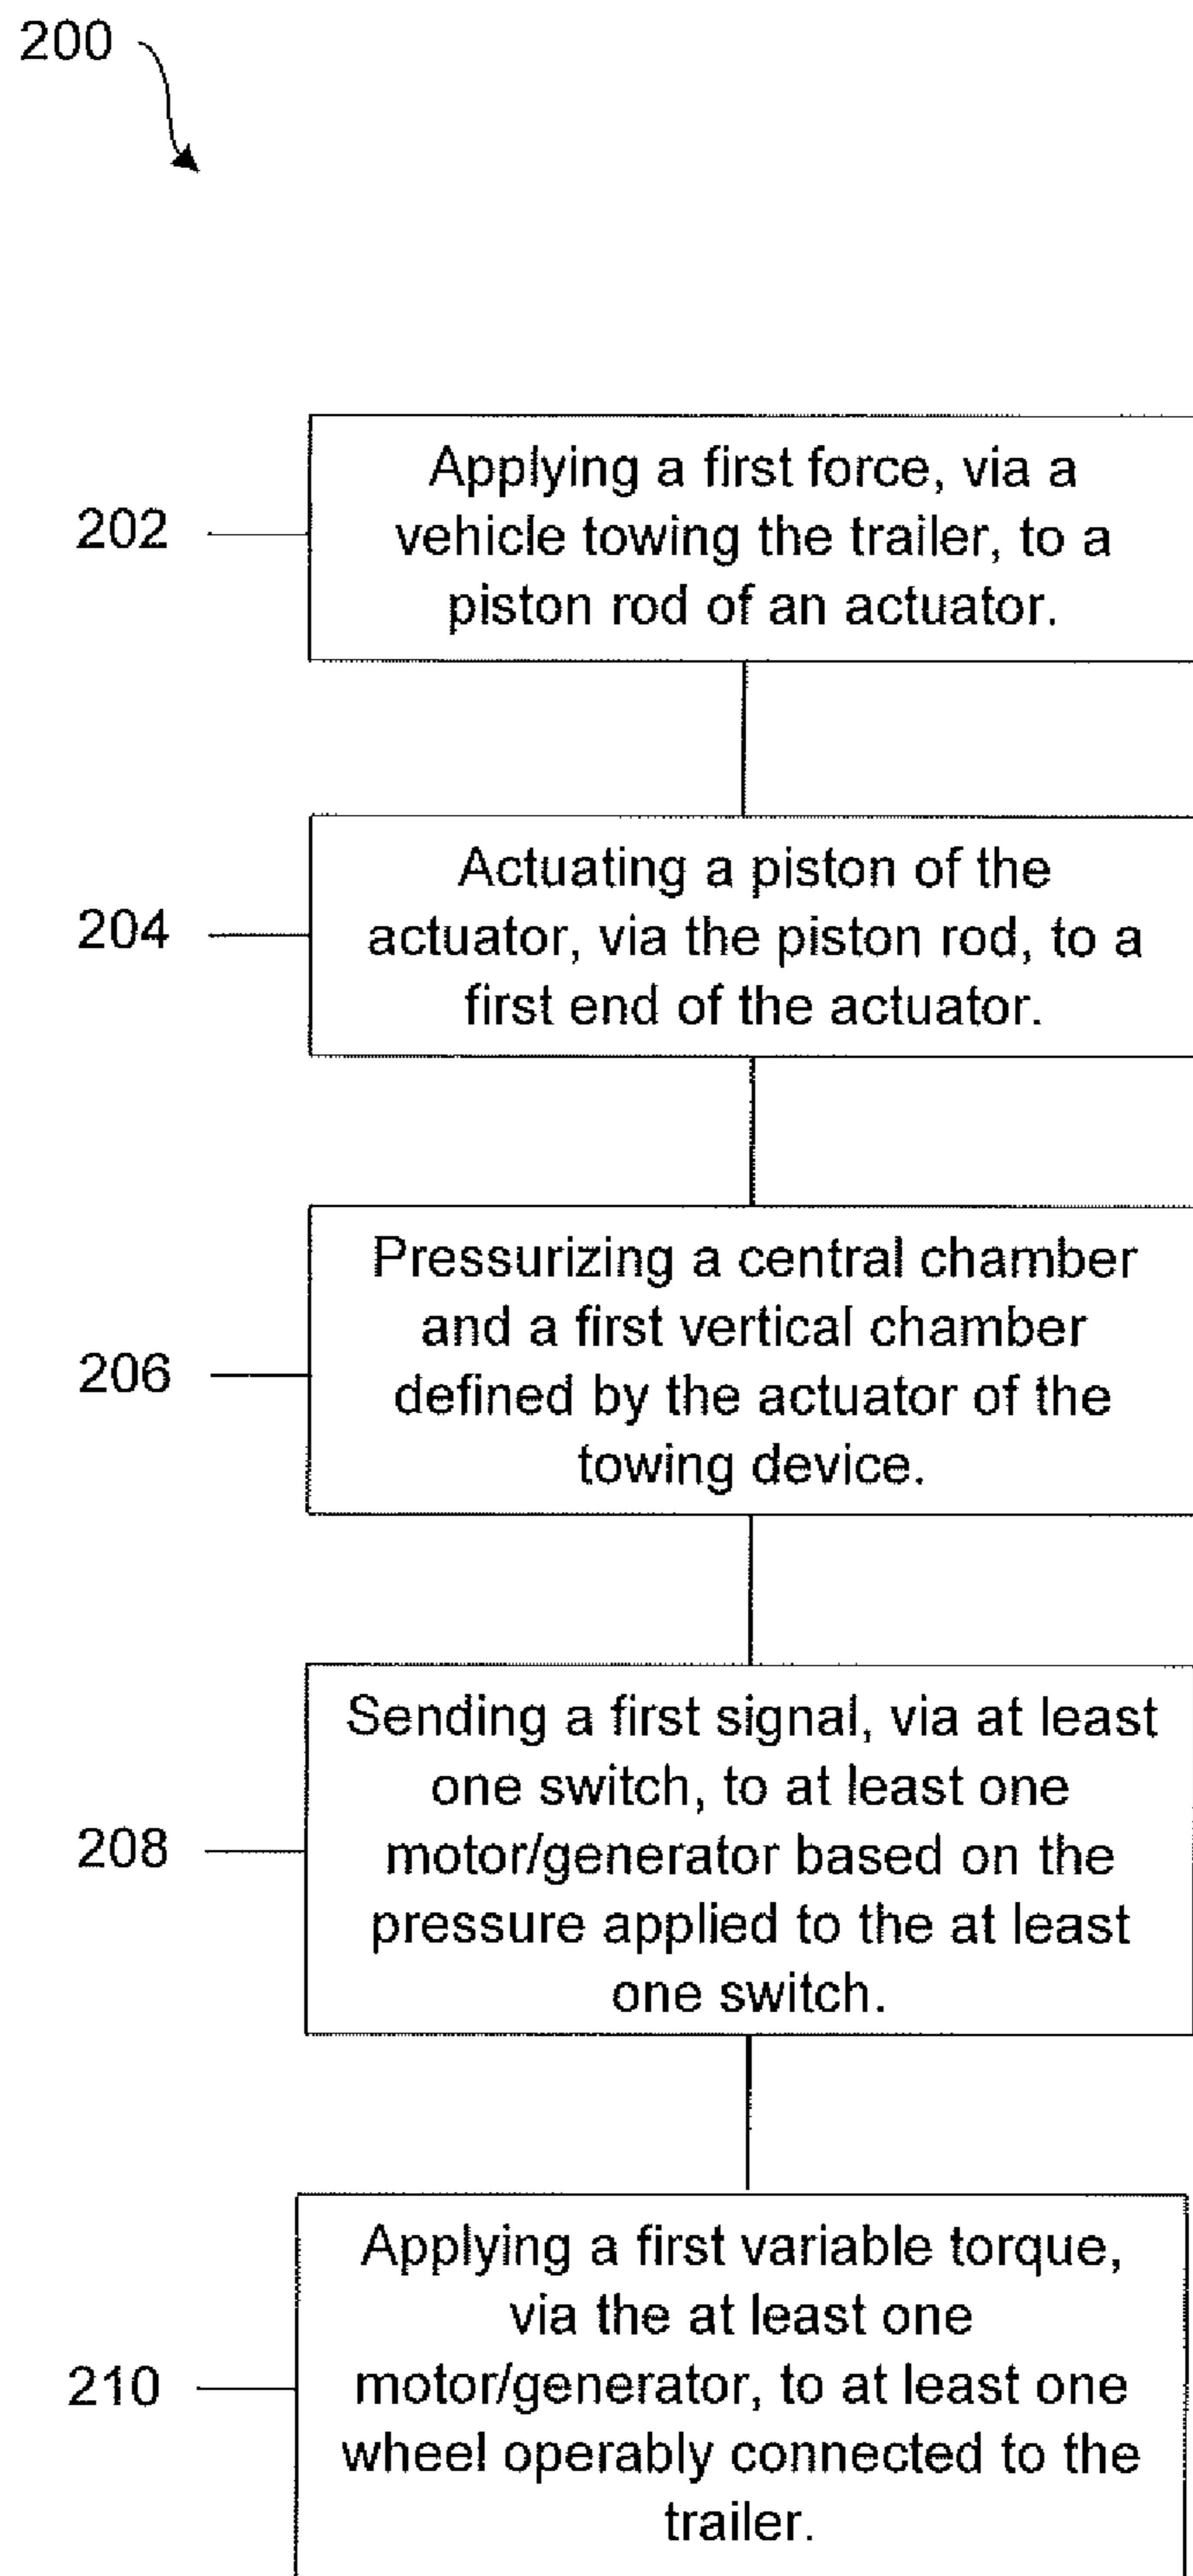 200
202
Applying a first force, via a
vehicle towing the trailer, to a
piston rod of an actuator.
204
Actuating a piston of the
actuator, via the piston rod, to a
first end of the actuator.
206
Pressurizing a central chamber
and a first vertical chamber
defined by the actuator of the
towing device.
208
Sending a first signal, via at least
one switch, to at least one
motor/generator based on the
pressure applied to the at least
one switch.
210
Applying a first variable torque,
via the at least one
motor/generator, to at least one
wheel operably connected to the
trailer.